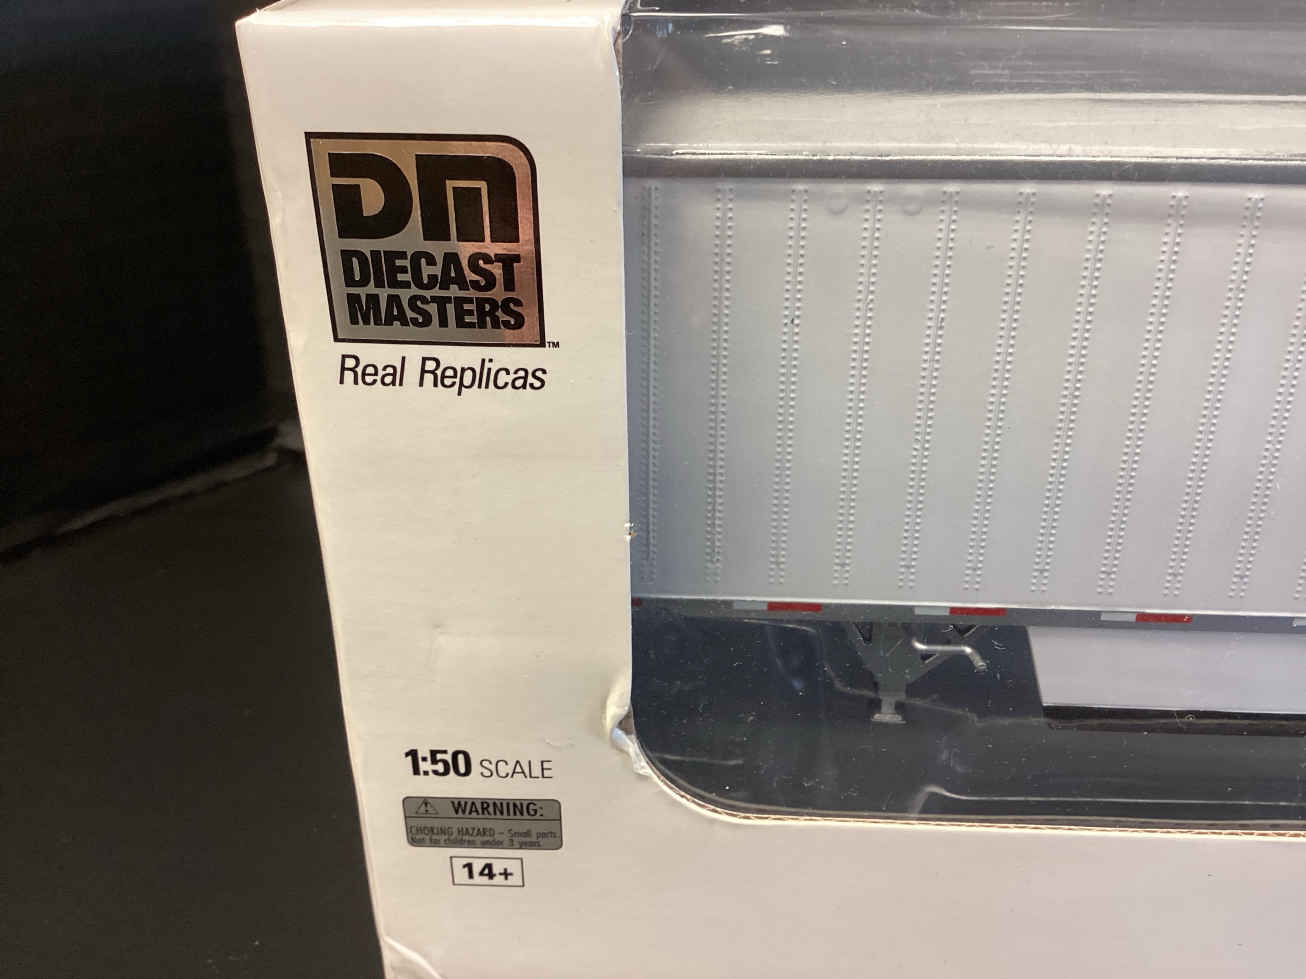 DM
DIECAST
MASTERS
™
Real Replicas
1:50 SCALE
⚠ WARNING:
CHOKING HAZARD – Small parts.
Not for children under 3 years.
14+